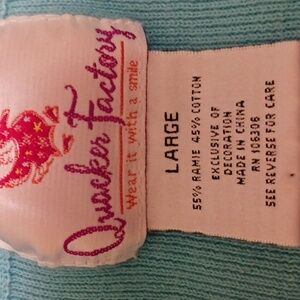 Quacker Factory
Wear it with a smile
LARGE
55% RAMIE 45% COTTON
EXCLUSIVE OF
DECORATION
MADE IN CHINA
RN 106306
SEE REVERSE FOR CARE